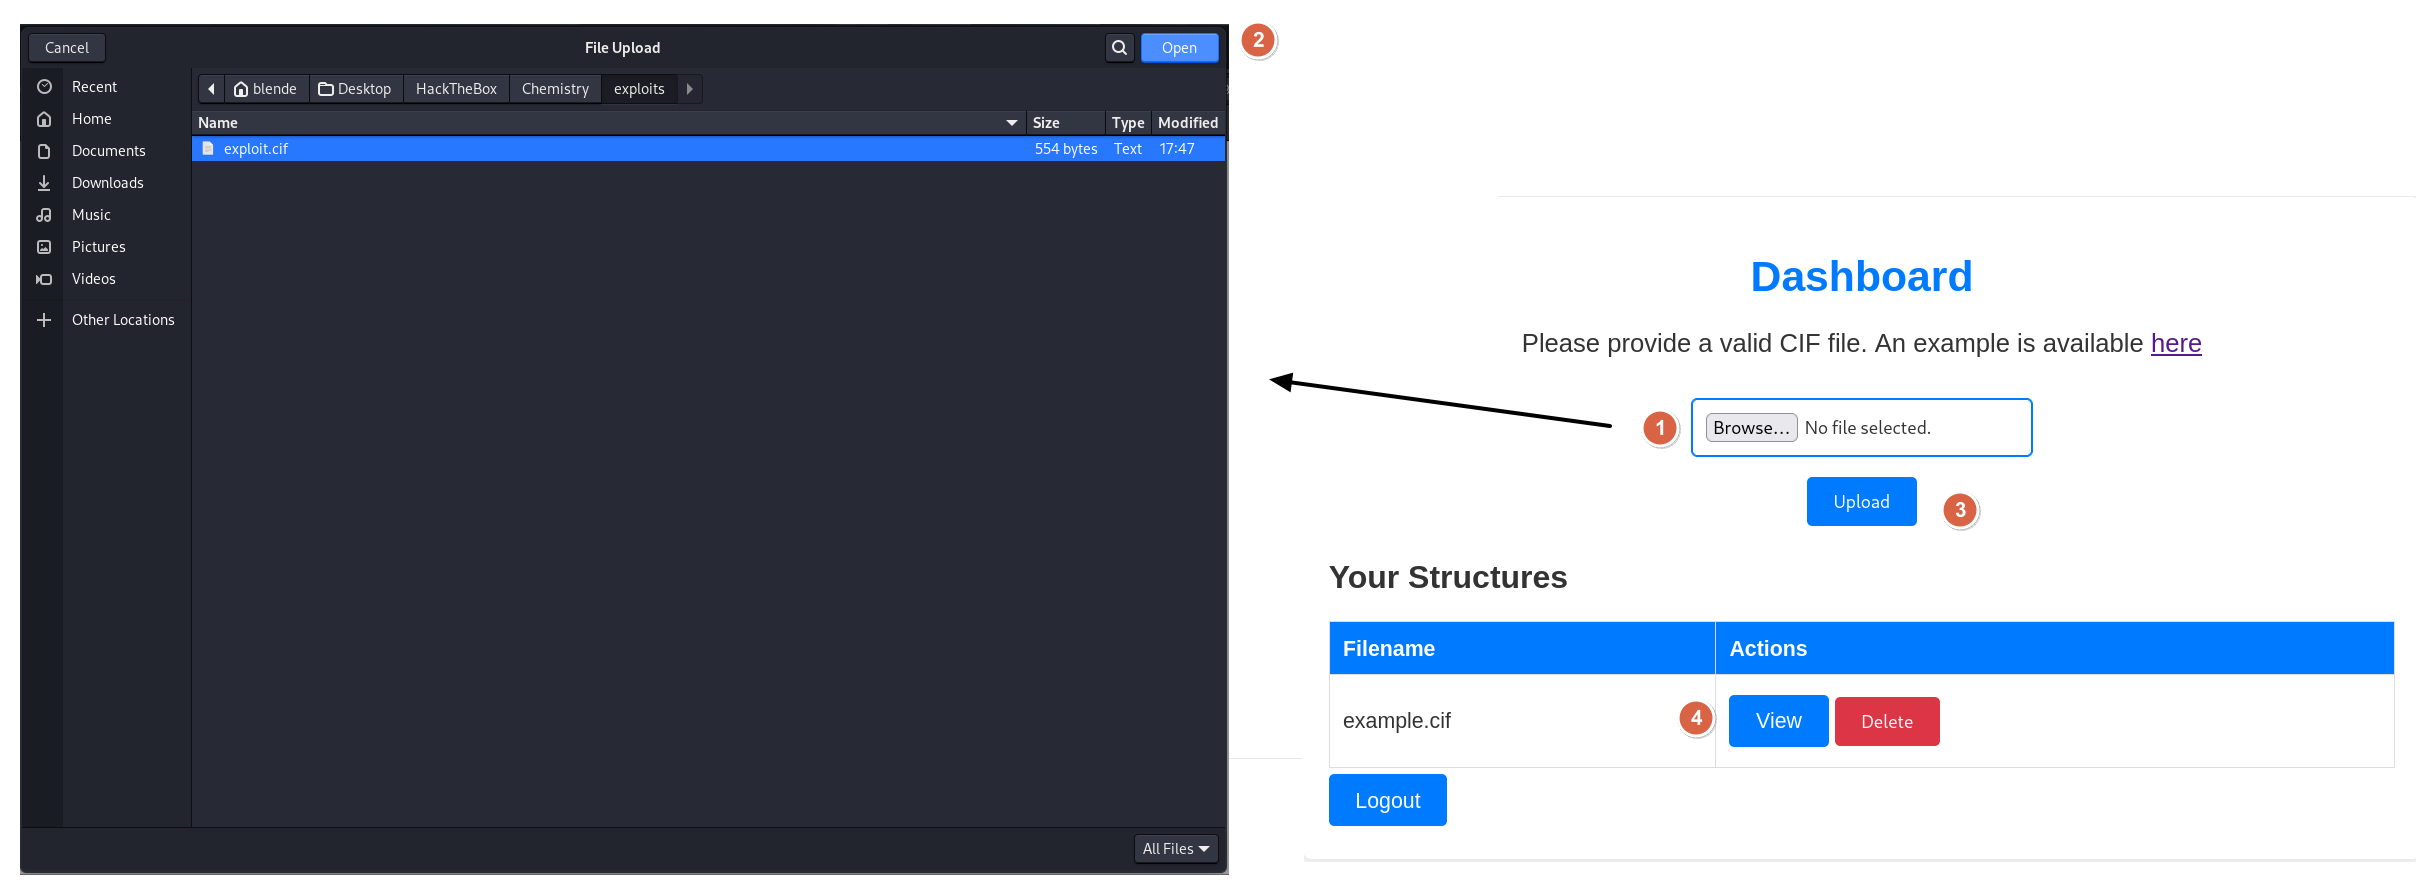 Cancel
File Upload
Open
2
Recent
Home
Documents
Downloads
Music
Pictures
Videos
Other Locations
blende
Desktop
HackTheBox
Chemistry
exploits
Name
Size
Type
Modified
exploit.cif
554 bytes
Text
17:47
All Files
Dashboard
Please provide a valid CIF file. An example is available here
1
Browse...
No file selected.
Upload
3
Your Structures
Filename
Actions
example.cif
4
View
Delete
Logout